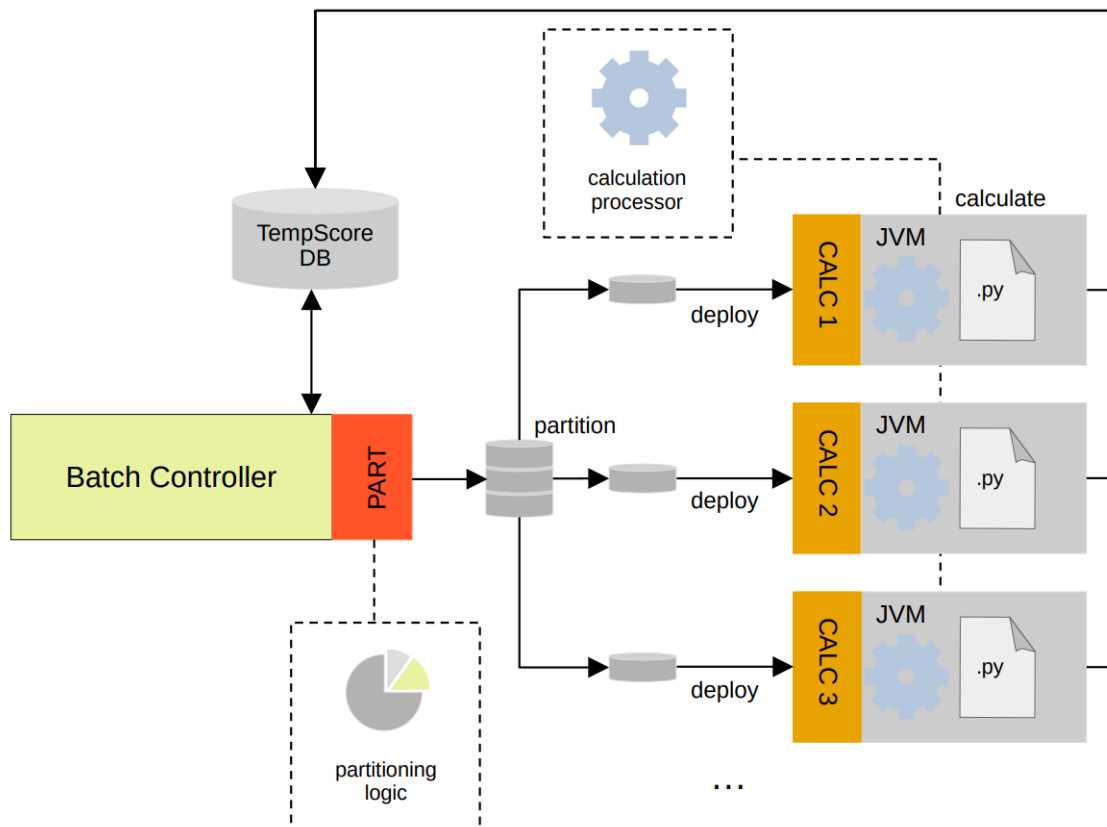 calculation
processor
calculate
TempScore
DB
CALC 1
JVM
.py
deploy
partition
Batch Controller
PART
CALC 2
JVM
.py
deploy
CALC 3
JVM
.py
deploy
partitioning
logic
...